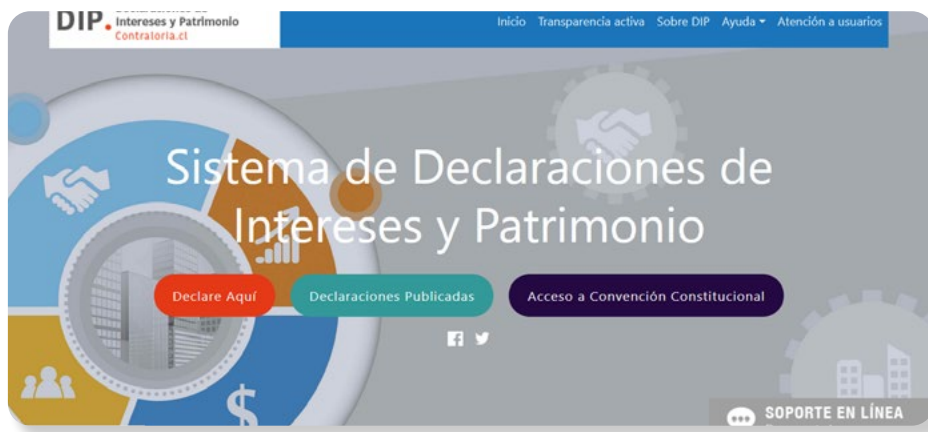 DIP.
Intereses y Patrimonio
Contraloria.cl
Inicio Transparencia activa Sobre DIP Ayuda Atención a usuarios
Sistema de Declaraciones de
Intereses y Patrimonio
Declare Aquí Declaraciones Publicadas Acceso a Convención Constitucional
$
SOPORTE EN LÍNEA